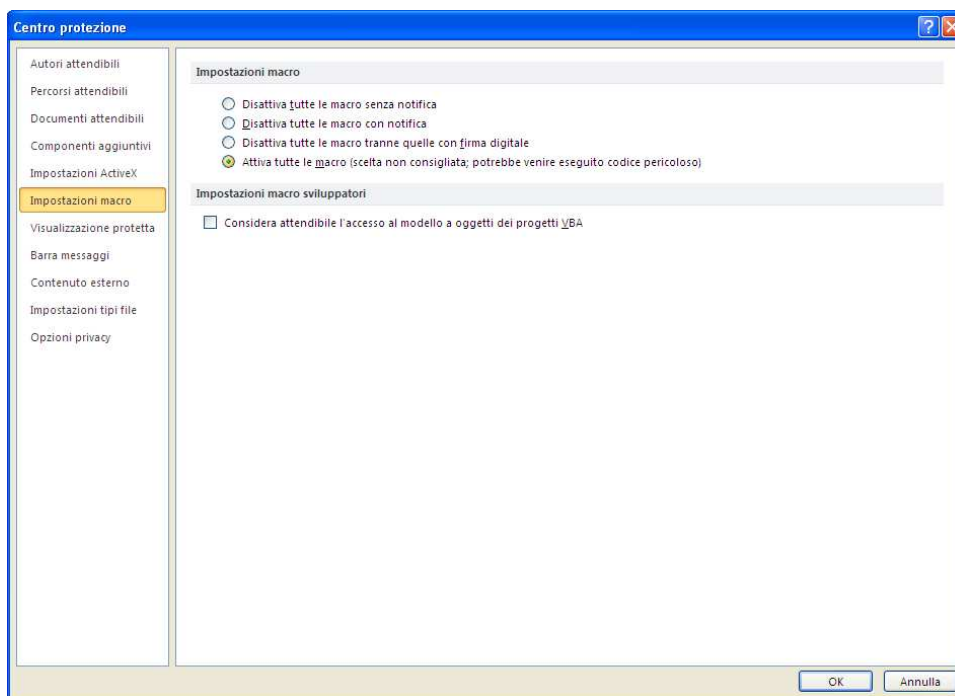 Centro protezione
Autori attendibili
Percorsi attendibili
Documenti attendibili
Componenti aggiuntivi
Impostazioni ActiveX
Impostazioni macro
Visualizzazione protetta
Barra messaggi
Contenuto esterno
Impostazioni tipi file
Opzioni privacy
Impostazioni macro
Disattiva tutte le macro senza notifica
Disattiva tutte le macro con notifica
Disattiva tutte le macro tranne quelle con firma digitale
Attiva tutte le macro (scelta non consigliata; potrebbe venire eseguito codice pericoloso)
Impostazioni macro sviluppatori
Considera attendibile l'accesso al modello a oggetti dei progetti VBA
OK
Annulla